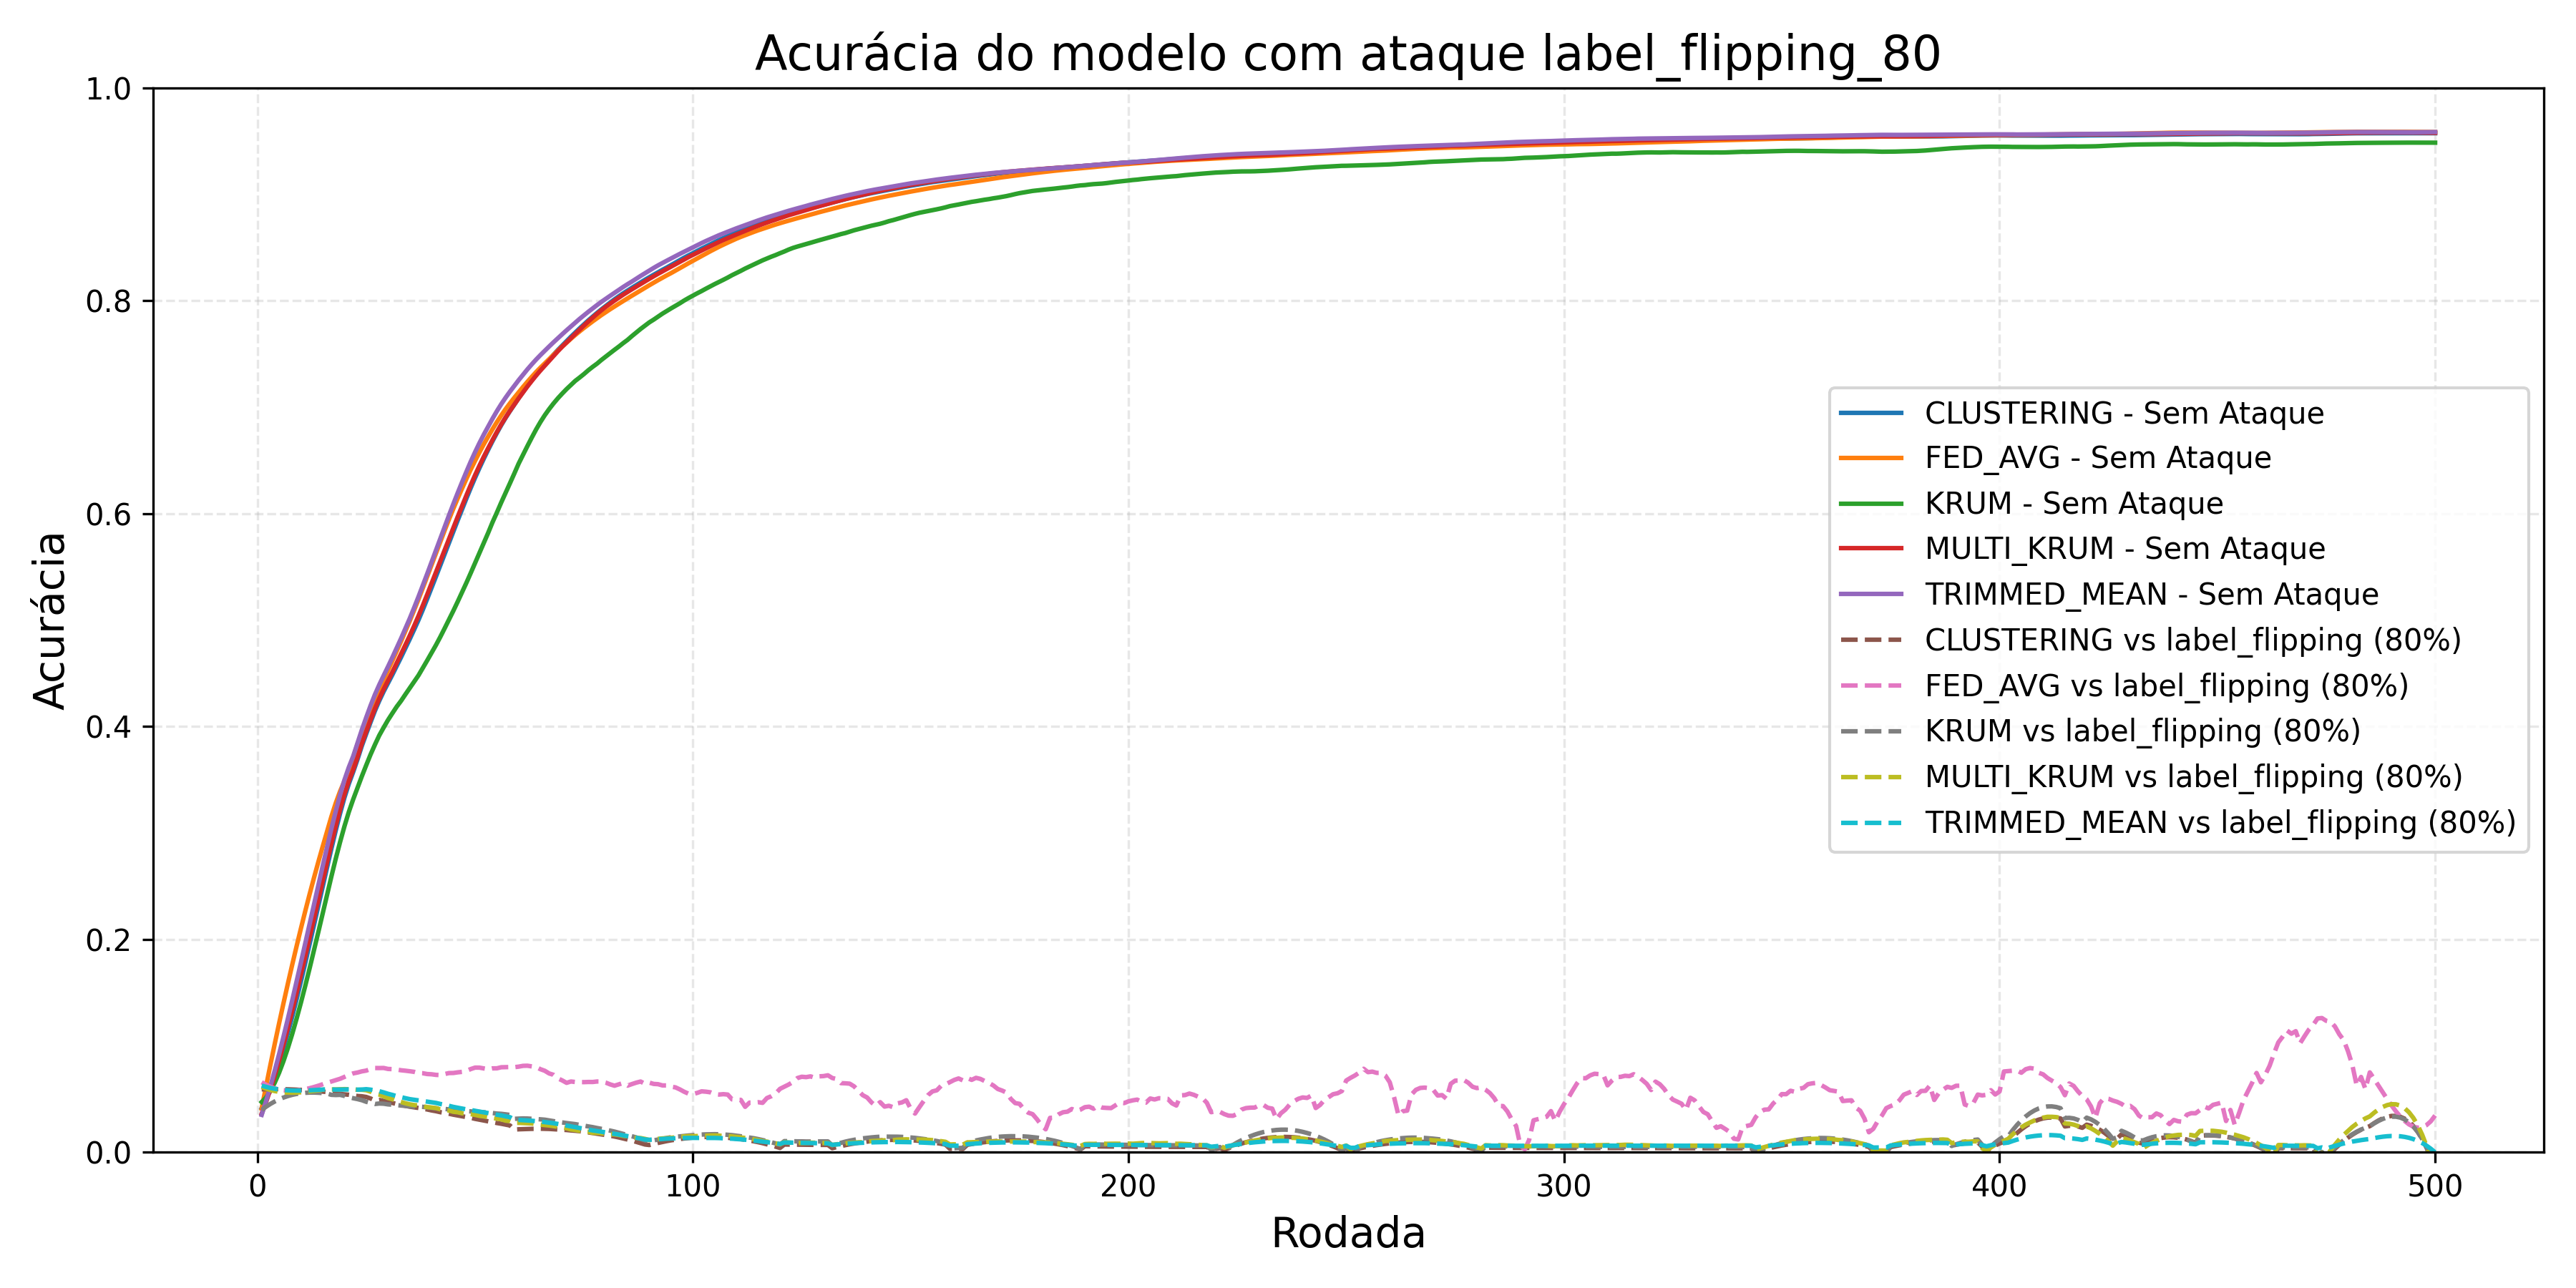 Acurácia do modelo com ataque label_flipping_80
1.0
0.8
0.6
0.4
0.2
0.0
Acurácia
CLUSTERING - Sem Ataque
FED_AVG - Sem Ataque
KRUM - Sem Ataque
MULTI_KRUM - Sem Ataque
TRIMMED_MEAN - Sem Ataque
CLUSTERING vs label_flipping (80%)
FED_AVG vs label_flipping (80%)
KRUM vs label_flipping (80%)
MULTI_KRUM vs label_flipping (80%)
TRIMMED_MEAN vs label_flipping (80%)
0 100 200 300 400 500
Rodada